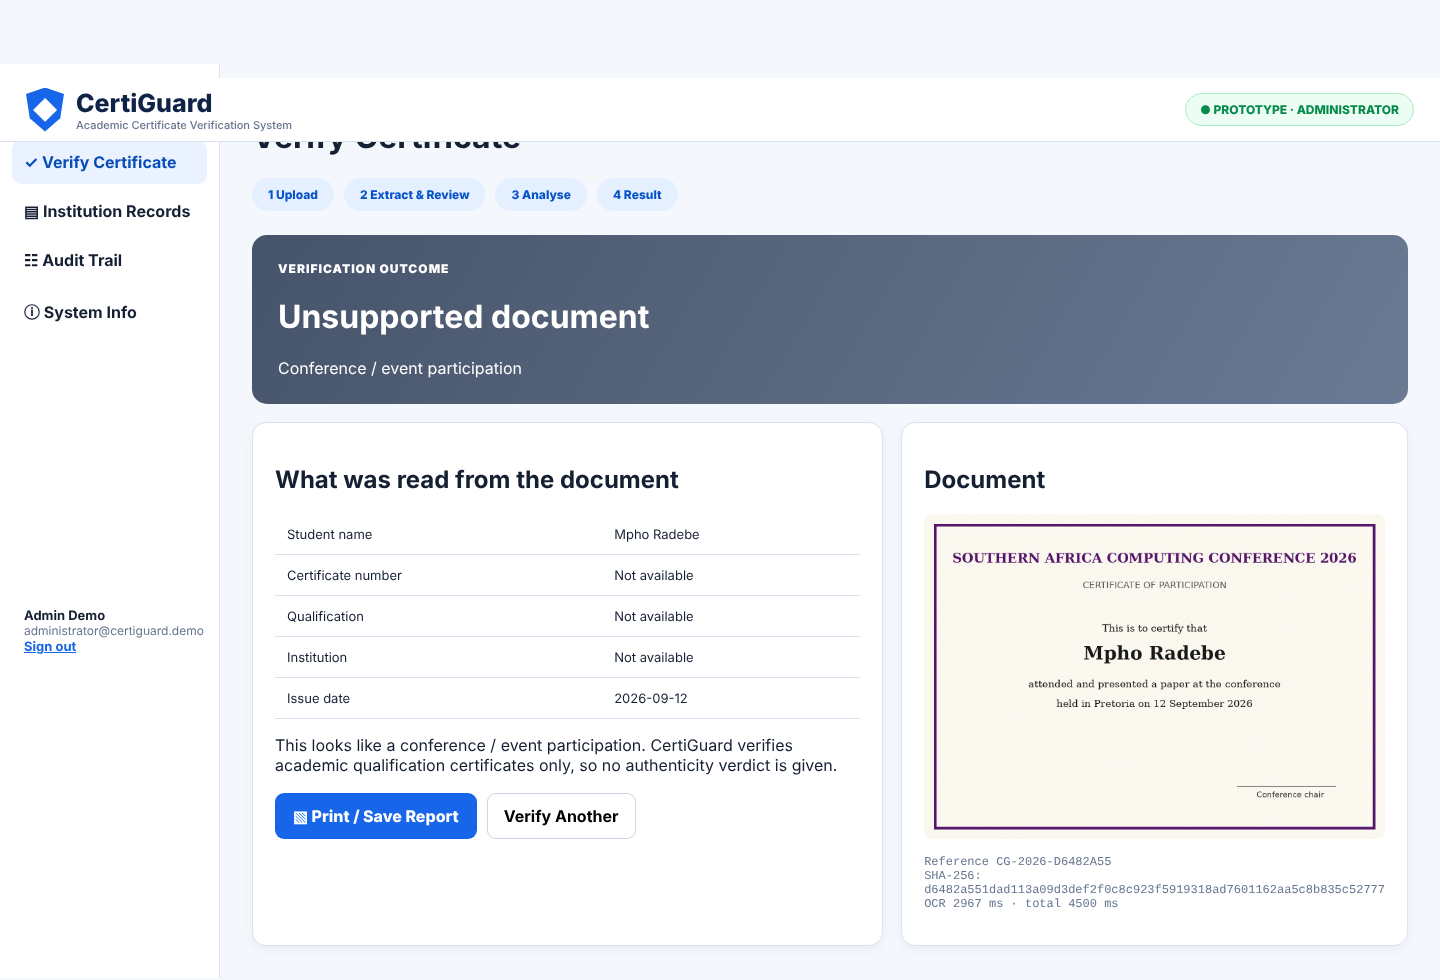 CertiGuard
Academic Certificate Verification System
PROTOTYPE · ADMINISTRATOR
Verify Certificate
✓ Verify Certificate
Institution Records
Audit Trail
System Info
Admin Demo
administrator@certiguard.demo
Sign out
1 Upload
2 Extract & Review
3 Analyse
4 Result
VERIFICATION OUTCOME
Unsupported document
Conference / event participation
What was read from the document
Student name Mpho Radebe
Certificate number Not available
Qualification Not available
Institution Not available
Issue date 2026-09-12
This looks like a conference / event participation. CertiGuard verifies
academic qualification certificates only, so no authenticity verdict is given.
Print / Save Report
Verify Another
Document
SOUTHERN AFRICA COMPUTING CONFERENCE 2026
CERTIFICATE OF PARTICIPATION
This is to certify that
Mpho Radebe
attended and presented a paper at the conference
held in Pretoria on 12 September 2026
Conference chair
Reference CG-2026-D6482A55
SHA-256:
d6482a551dad113a09d3def2f0c8c923f5919318ad7601162aa5c8b835c52777
OCR 2967 ms · total 4500 ms